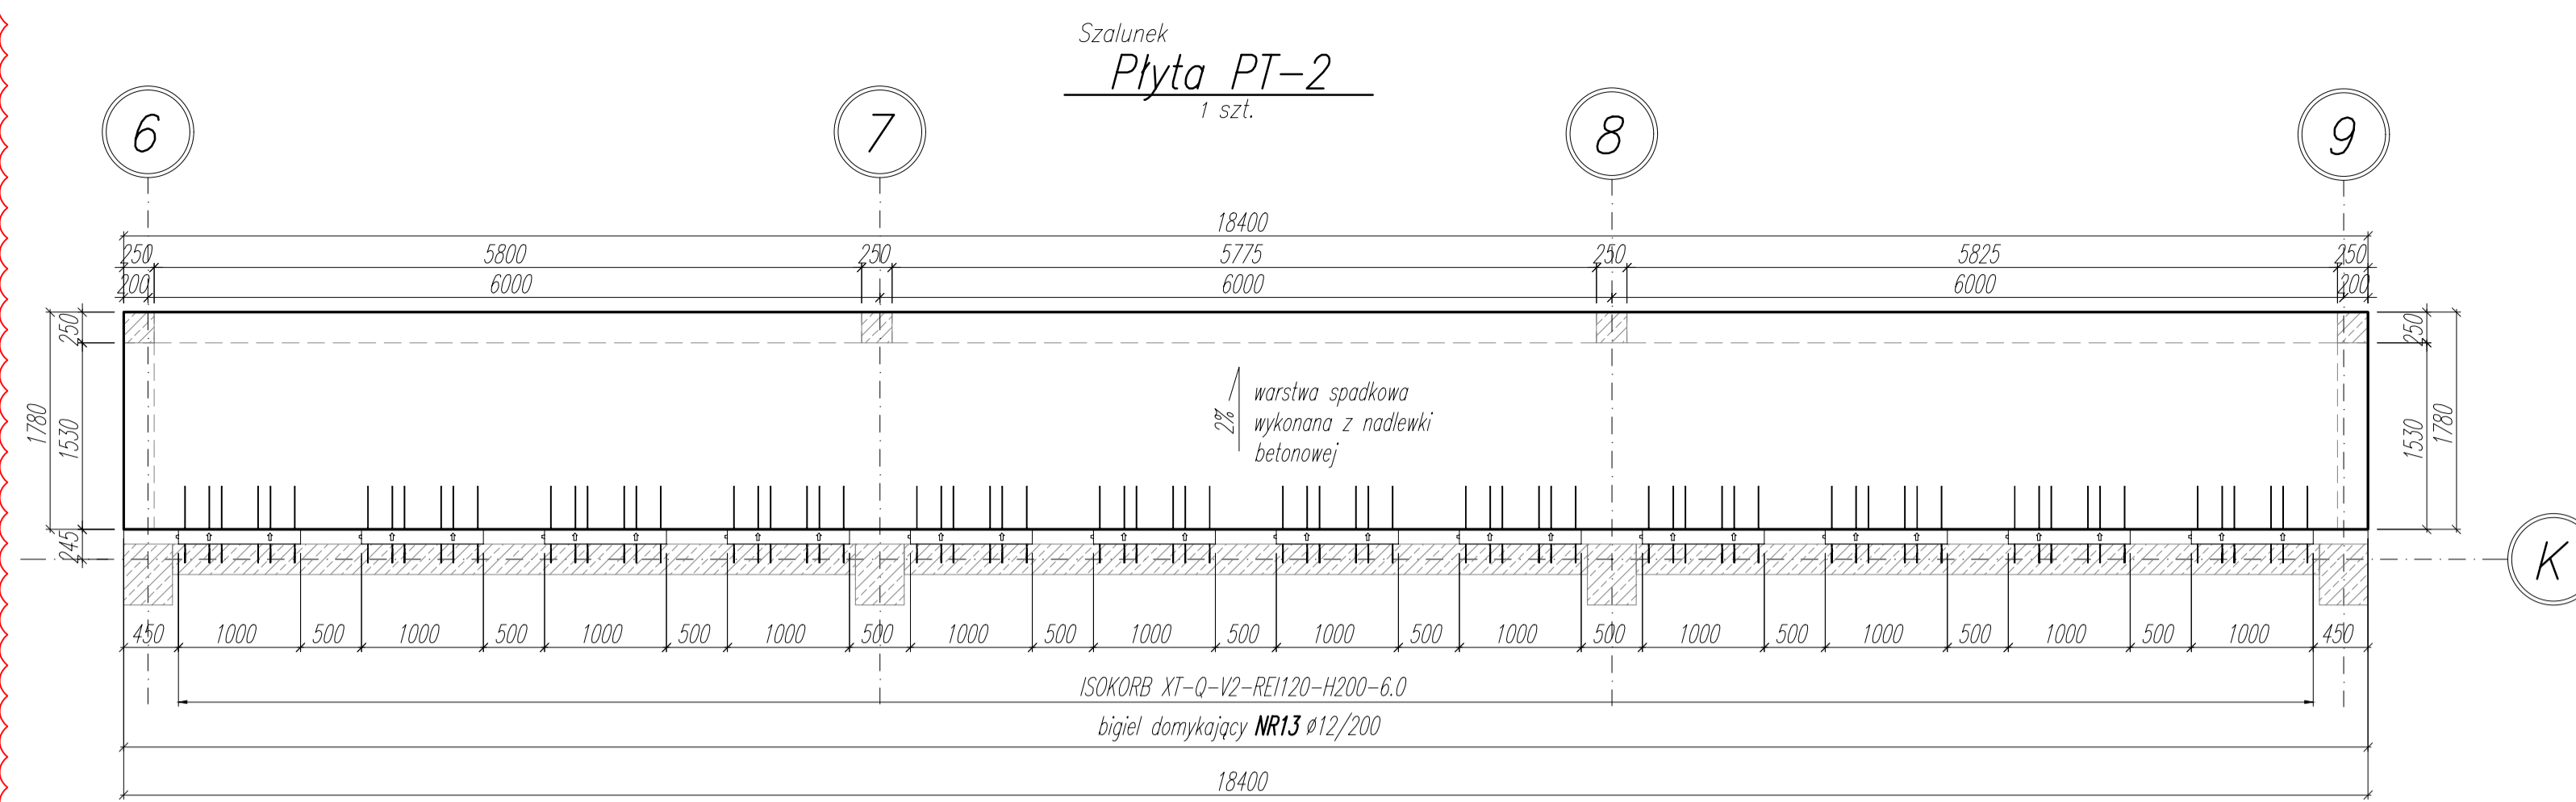 Szalunek
Płyta PT-2
1 szt.
6 7 8 9
18400
250 5800 250 5775 250 5825 250
200 6000 6000 6000 200
250 250
1780 1530 1530 1780
2%
warstwa spadkowa
wykonana z nadlewki
betonowej
245
K
450 1000 500 1000 500 1000 500 1000 500 1000 500 1000 500 1000 500 1000 500 1000 500 1000 500 1000 500 1000 450
ISOKORB XT-Q-V2-REI120-H200-6.0
bigiel domykający NR13 ø12/200
18400